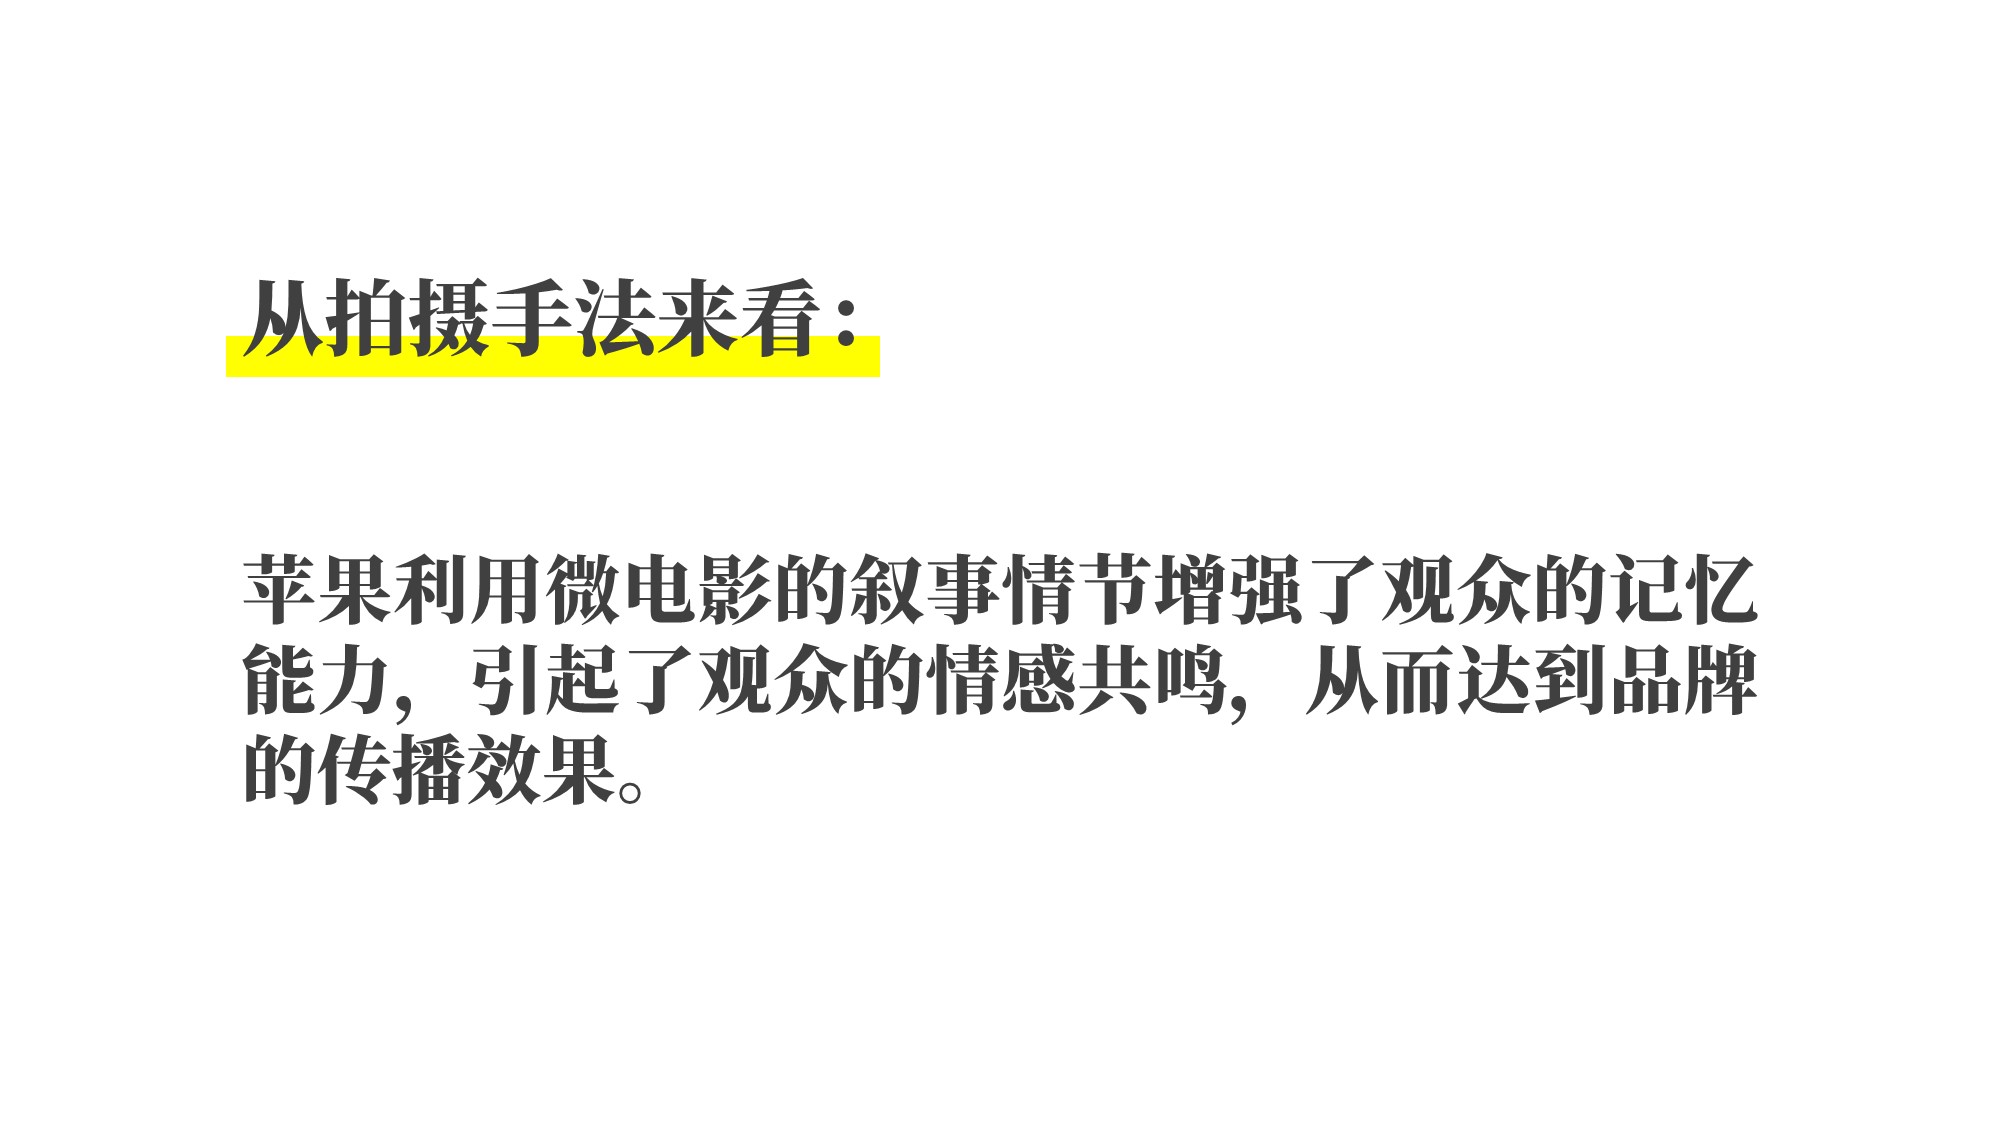 从拍摄手法来看：
苹果利用微电影的叙事情节增强了观众的记忆
能力，引起了观众的情感共鸣，从而达到品牌
的传播效果。